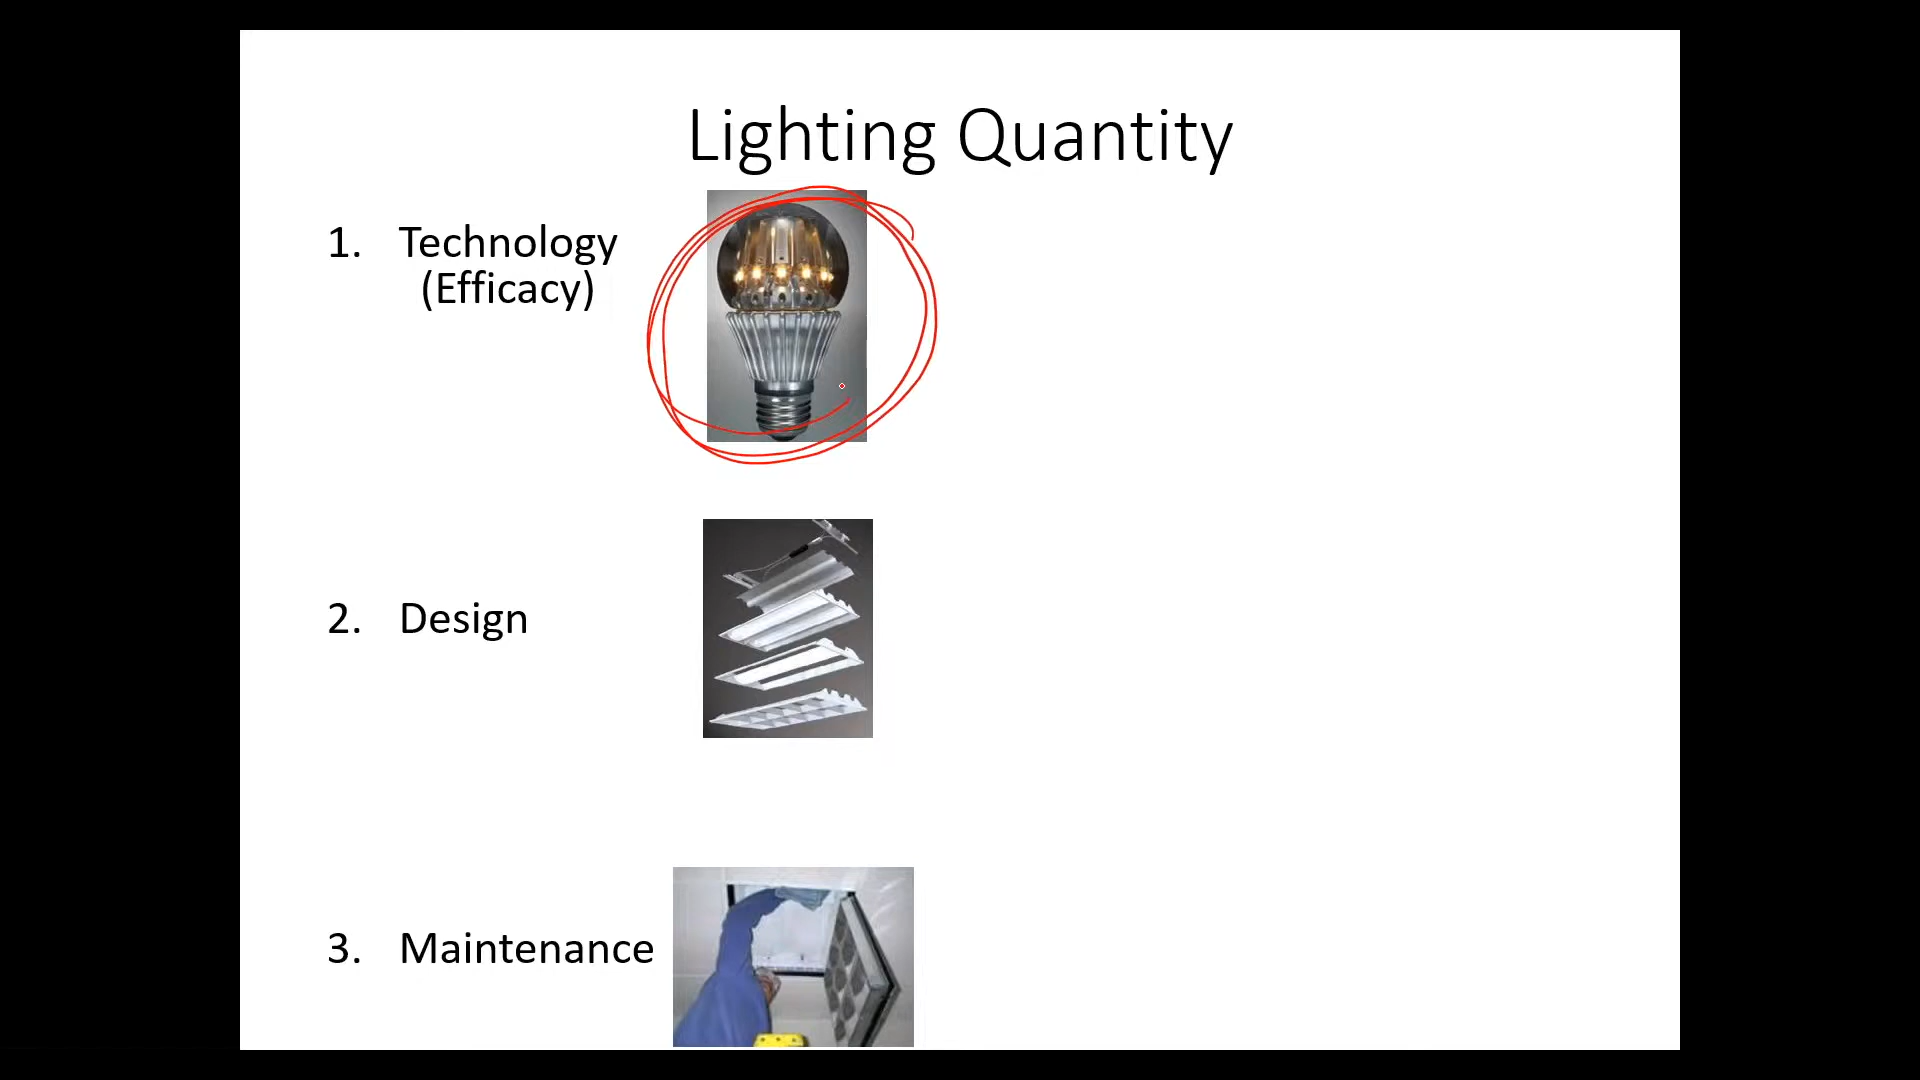 Lighting Quantity
1. Technology
(Efficacy)
2. Design
3. Maintenance